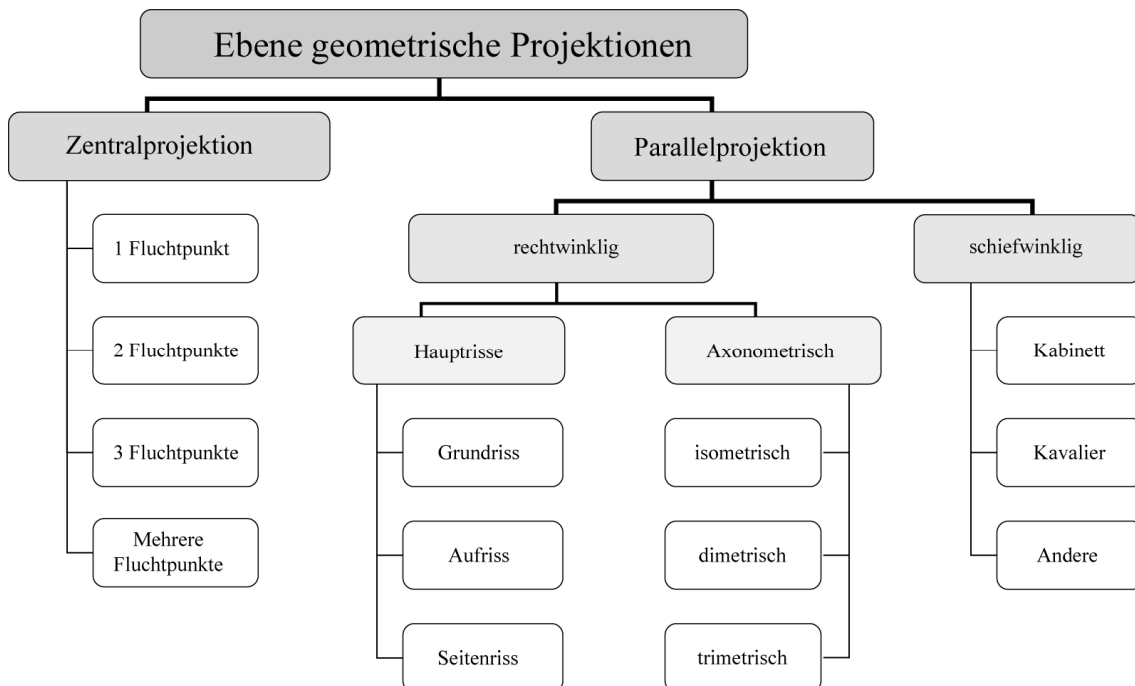 Ebene geometrische Projektionen
Zentralprojektion
Parallelprojektion
1 Fluchtpunkt
rechtwinklig
schiefwinklig
2 Fluchtpunkte
Hauptrisse
Axonometrisch
Kabinett
3 Fluchtpunkte
Grundriss
isometrisch
Kavalier
Mehrere
Fluchtpunkte
Aufriss
dimetrisch
Andere
Seitenriss
trimetrisch